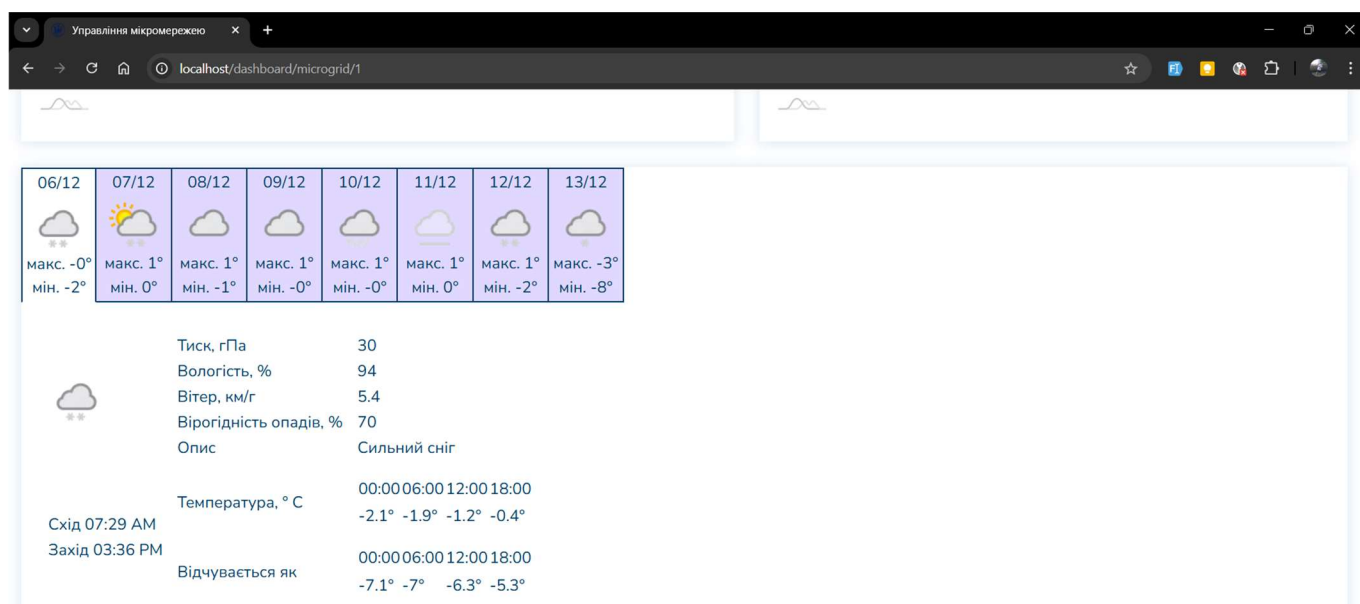 Управління мікромережею
localhost/dashboard/microgrid/1
06/12 07/12 08/12 09/12 10/12 11/12 12/12 13/12
макс. -0° макс. 1° макс. 1° макс. 1° макс. 1° макс. 1° макс. 1° макс. -3°
мін. -2° мін. 0° мін. -1° мін. -0° мін. -0° мін. 0° мін. -2° мін. -8°
Тиск, гПа 30
Вологість, % 94
Вітер, км/г 5.4
Вірогідність опадів, % 70
Опис Сильний сніг
00:00 06:00 12:00 18:00
Температура, ° C
-2.1° -1.9° -1.2° -0.4°
Схід 07:29 AM
Захід 03:36 PM
00:00 06:00 12:00 18:00
Відчувається як
-7.1° -7° -6.3° -5.3°